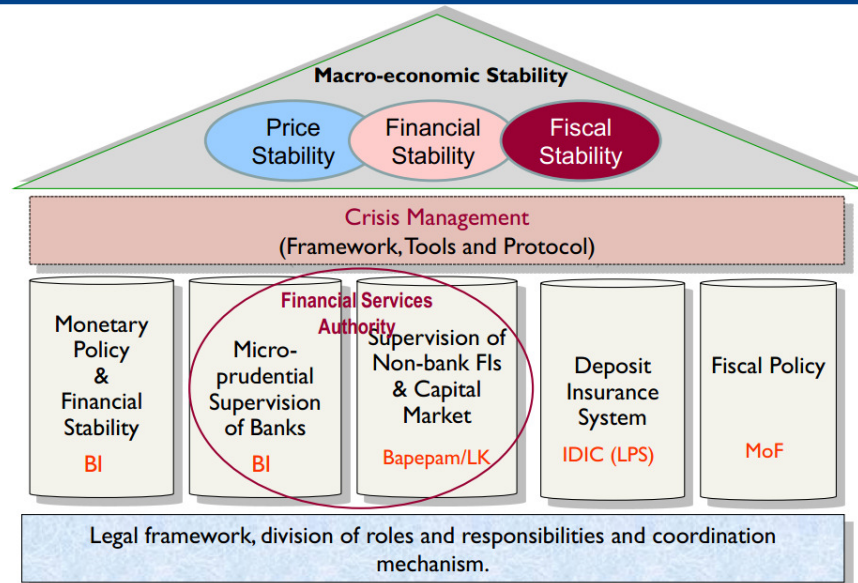 Macro-economic Stability
Price
Stability
Financial
Stability
Fiscal
Stability
Crisis Management
(Framework, Tools and Protocol)
Financial Services
Authority
Monetary
Policy
&
Financial
Stability
BI
Micro-
prudential
Supervision
of Banks
BI
Supervision of
Non-bank FIs
& Capital
Market
Bapepam/LK
Deposit
Insurance
System
IDIC (LPS)
Fiscal Policy
MoF
Legal framework, division of roles and responsibilities and coordination
mechanism.